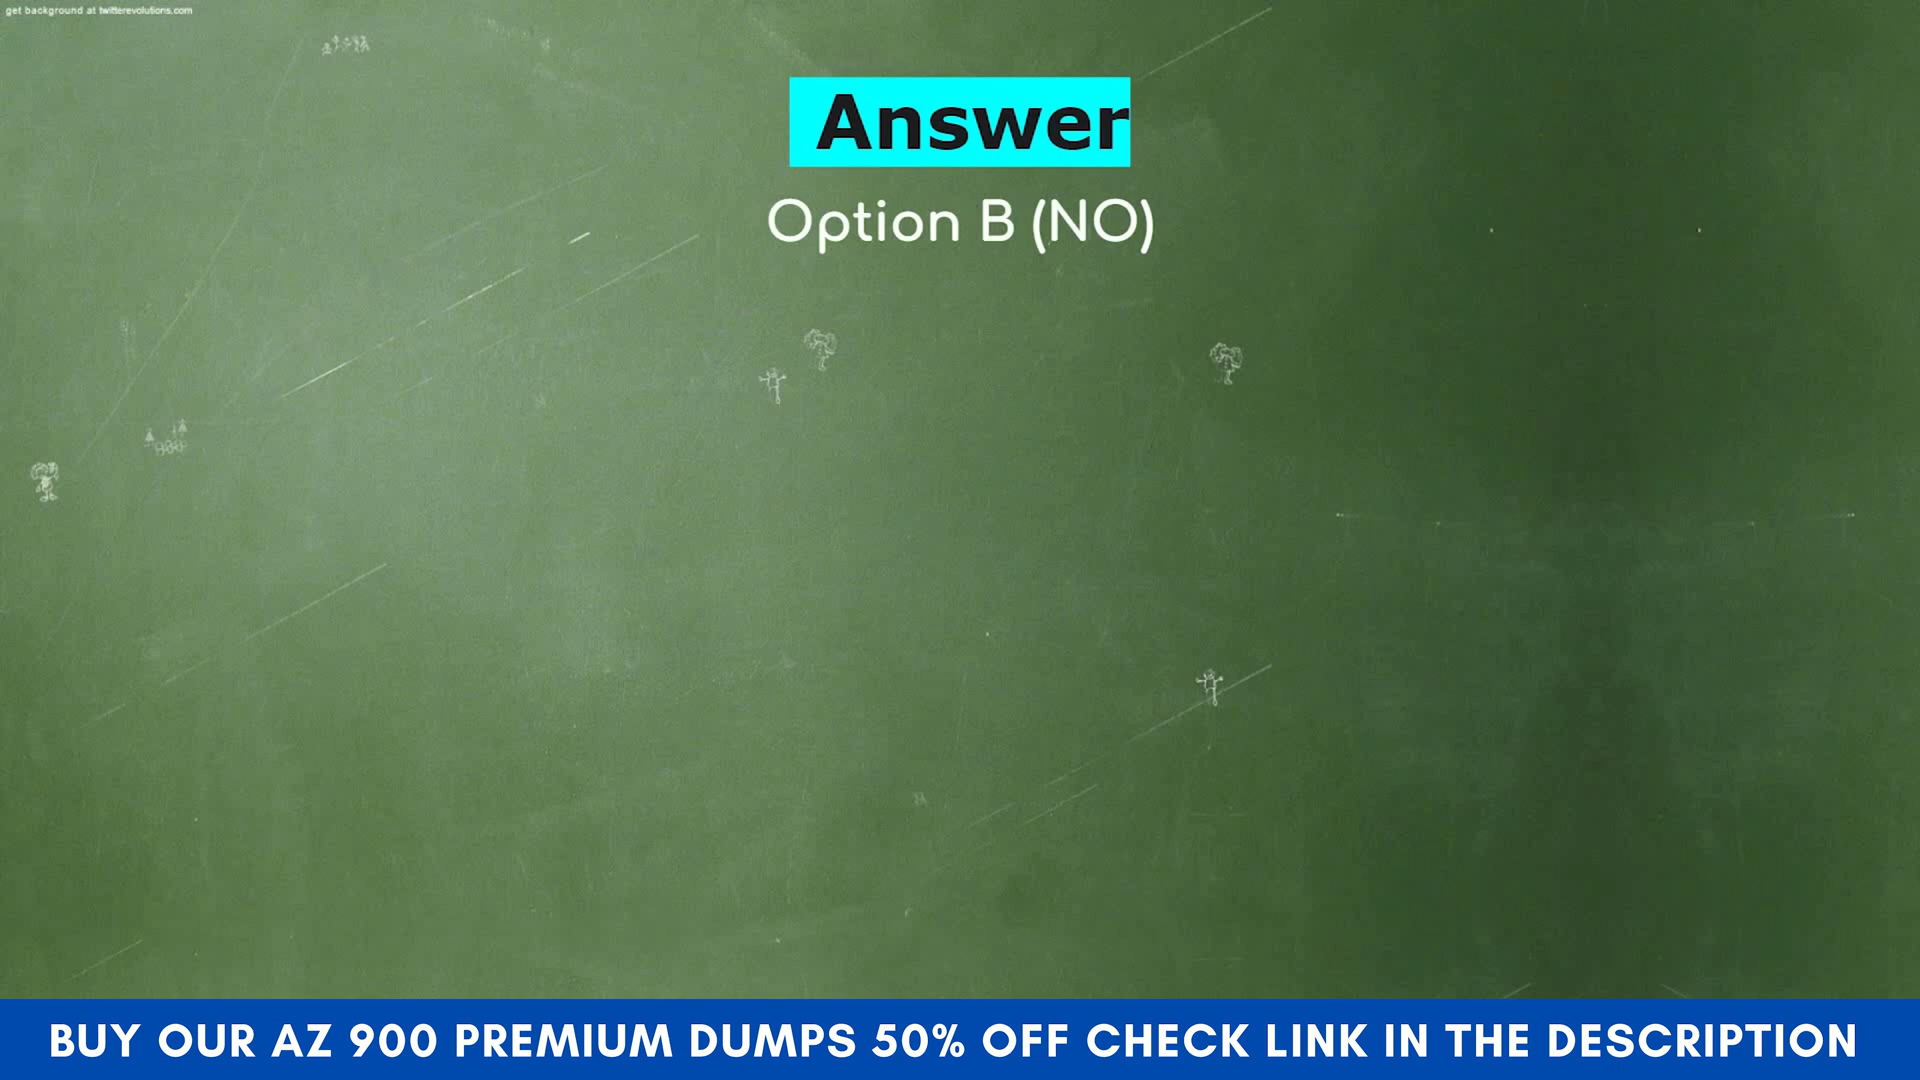 get background at twitterevolutions.com
Answer
Option B (NO)
BUY OUR AZ 900 PREMIUM DUMPS 50% OFF CHECK LINK IN THE DESCRIPTION